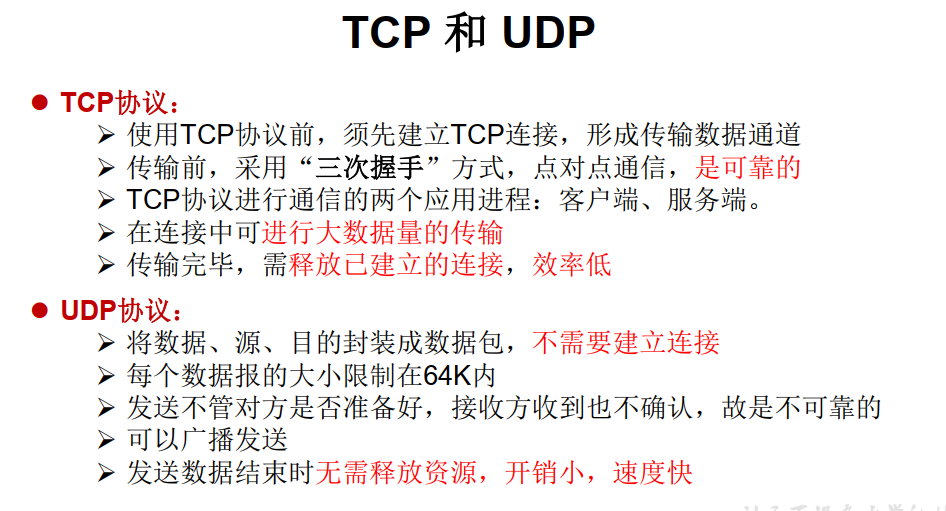 TCP 和 UDP
● TCP协议：
➢ 使用TCP协议前，须先建立TCP连接，形成传输数据通道
➢ 传输前，采用“三次握手”方式，点对点通信，是可靠的
➢ TCP协议进行通信的两个应用进程：客户端、服务端。
➢ 在连接中可进行大数据量的传输
➢ 传输完毕，需释放已建立的连接，效率低
● UDP协议：
➢ 将数据、源、目的封装成数据包，不需要建立连接
➢ 每个数据报的大小限制在64K内
➢ 发送不管对方是否准备好，接收方收到也不确认，故是不可靠的
➢ 可以广播发送
➢ 发送数据结束时无需释放资源，开销小，速度快